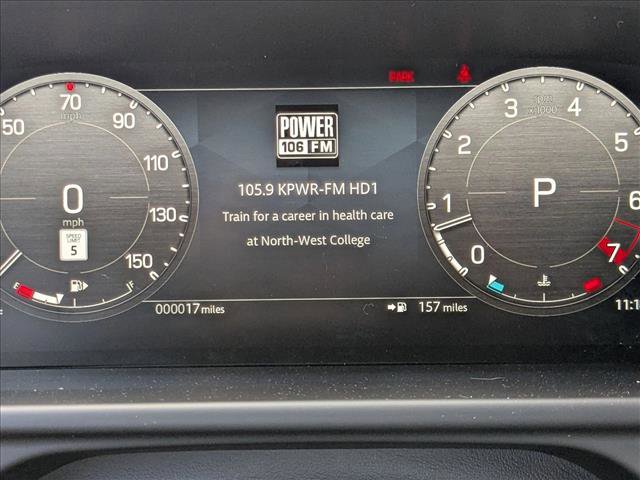 PARK
50
70
mph
90
110
130
150
0
mph
SPEED
LIMIT
5
E
F
POWER
106 FM
105.9 KPWR-FM HD1
Train for a career in health care
at North-West College
000017 miles
157 miles
0
1
2
3
4
5
6
7
x1000
P